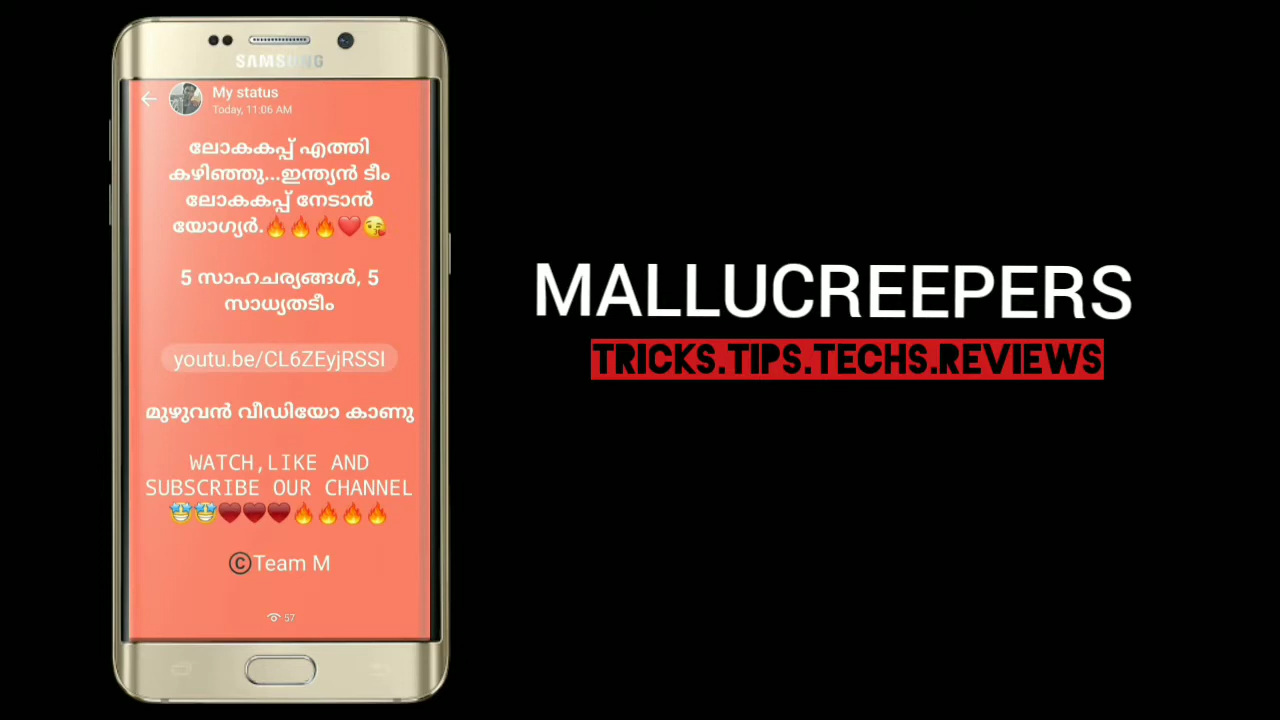 SAMSUNG
My status
Today, 11:06 AM
ലോകകപ്പ് എത്തി
കഴിഞ്ഞു...ഇന്ത്യൻ ടീം
ലോകകപ്പ് നേടാൻ
യോഗ്യർ.🔥🔥🔥❤️😘
5 സാഹചര്യങ്ങൾ, 5
സാധ്യതടീം
youtu.be/CL6ZEyjRSSI
മുഴുവൻ വീഡിയോ കാണു
WATCH,LIKE AND
SUBSCRIBE OUR CHANNEL
🤩🤩❤️❤️❤️🔥🔥🔥🔥
©Team M
57
MALLUCREEPERS
TRICKS.TIPS.TECHS.REVIEWS